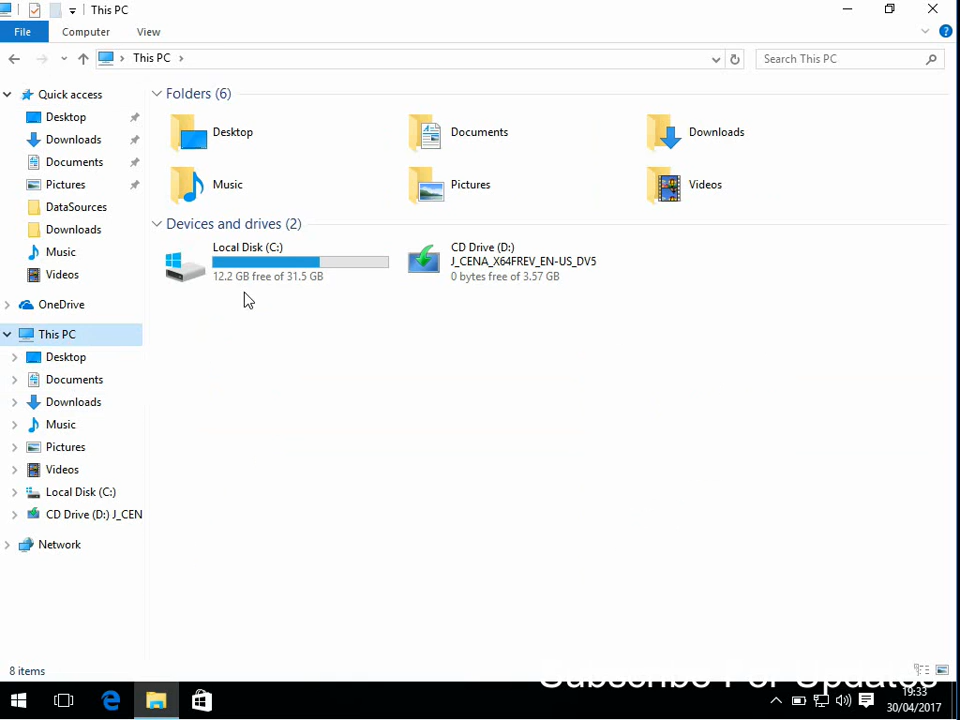 This PC
File
Computer
View
This PC
Search This PC
Quick access
Desktop
Downloads
Documents
Pictures
DataSources
Downloads
Music
Videos
OneDrive
This PC
Desktop
Documents
Downloads
Music
Pictures
Videos
Local Disk (C:)
CD Drive (D:) J_CEN
Network
Folders (6)
Desktop
Documents
Downloads
Music
Pictures
Videos
Devices and drives (2)
Local Disk (C:)
12.2 GB free of 31.5 GB
CD Drive (D:)
J_CENA_X64FREV_EN-US_DV5
0 bytes free of 3.57 GB
8 items
Subscribe For Updates
19:33
30/04/2017